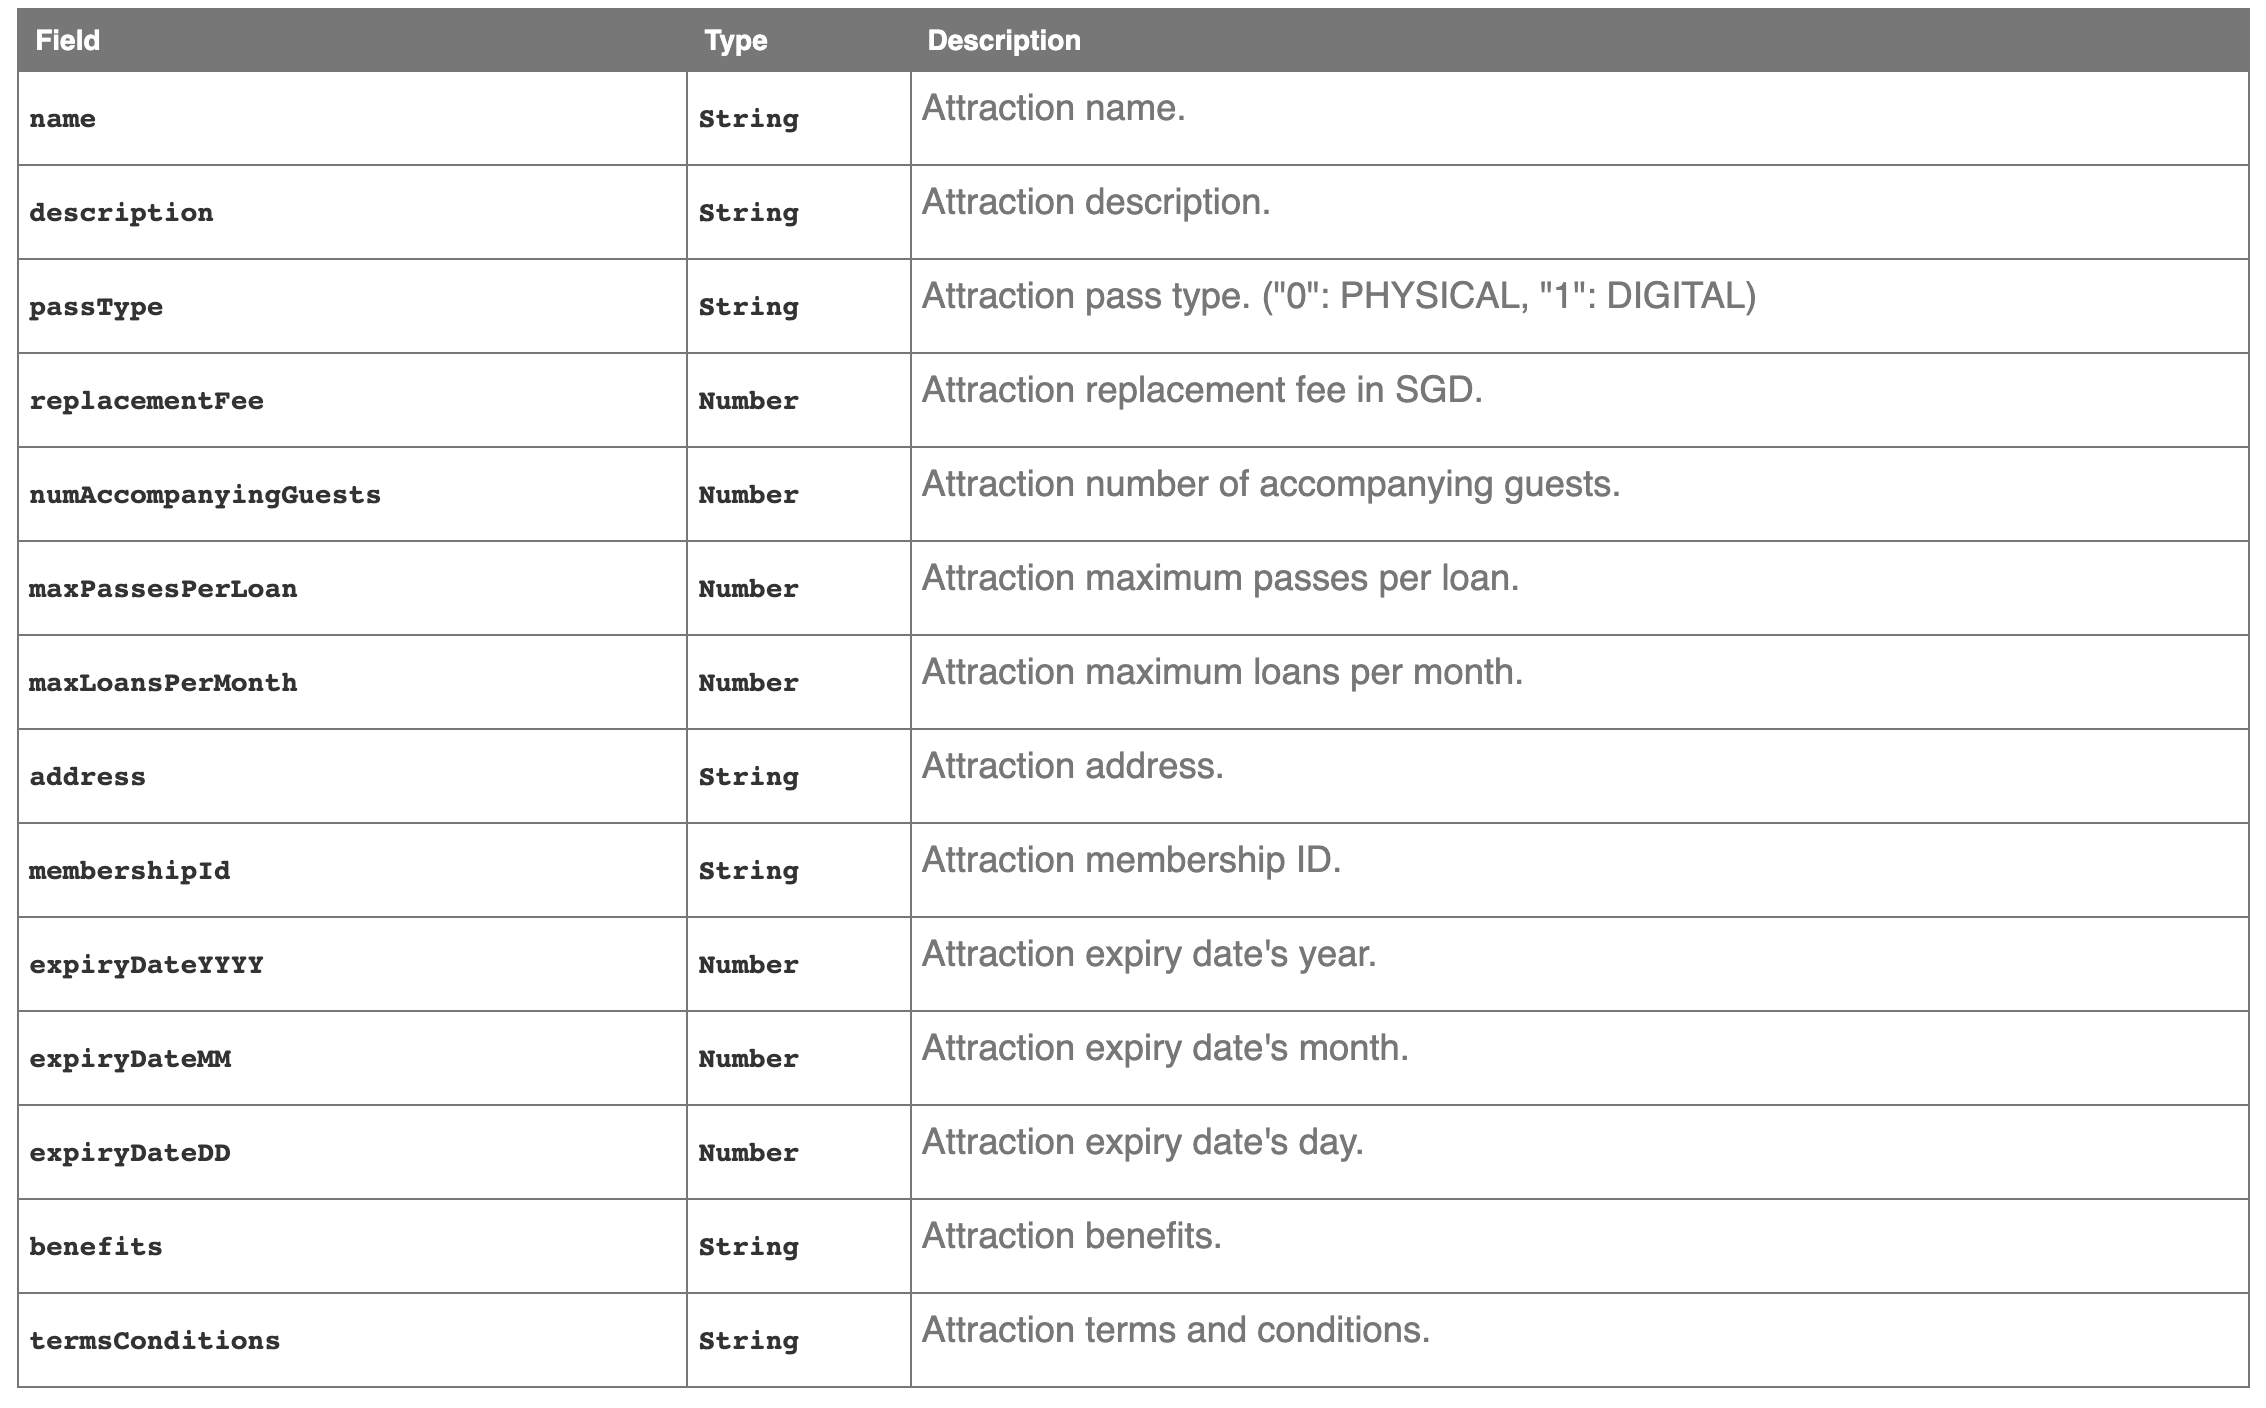 Field Type Description
name String Attraction name.
description String Attraction description.
passType String Attraction pass type. ("0": PHYSICAL, "1": DIGITAL)
replacementFee Number Attraction replacement fee in SGD.
numAccompanyingGuests Number Attraction number of accompanying guests.
maxPassesPerLoan Number Attraction maximum passes per loan.
maxLoansPerMonth Number Attraction maximum loans per month.
address String Attraction address.
membershipId String Attraction membership ID.
expiryDateYYYY Number Attraction expiry date's year.
expiryDateMM Number Attraction expiry date's month.
expiryDateDD Number Attraction expiry date's day.
benefits String Attraction benefits.
termsConditions String Attraction terms and conditions.